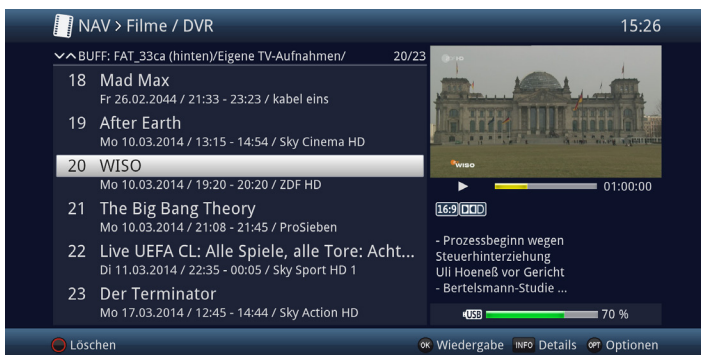 NAV > Filme / DVR 15:26
BUFF: FAT_33ca (hinten)/Eigene TV-Aufnahmen/ 20/23
18 Mad Max
Fr 26.02.2044 / 21:33 - 23:23 / kabel eins
19 After Earth
Mo 10.03.2014 / 13:15 - 14:54 / Sky Cinema HD
20 WISO
Mo 10.03.2014 / 19:20 - 20:20 / ZDF HD
21 The Big Bang Theory
Mo 10.03.2014 / 21:08 - 21:45 / ProSieben
22 Live UEFA CL: Alle Spiele, alle Tore: Acht...
Di 11.03.2014 / 22:35 - 00:05 / Sky Sport HD 1
23 Der Terminator
Mo 17.03.2014 / 12:45 - 14:44 / Sky Action HD
WISO
01:00:00
16:9
- Prozessbeginn wegen
Steuerhinterziehung
Uli Hoeneß vor Gericht
- Bertelsmann-Studie ...
USB 70 %
Löschen OK Wiedergabe INFO Details OPT Optionen